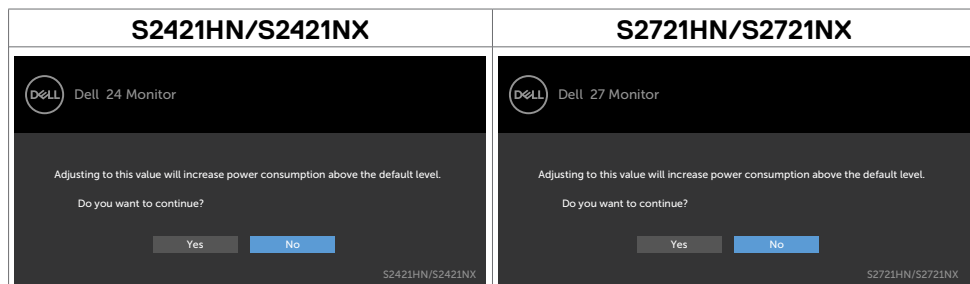 S2421HN/S2421NX
S2721HN/S2721NX
DELL
Dell 24 Monitor
Adjusting to this value will increase power consumption above the default level.
Do you want to continue?
Yes
No
S2421HN/S2421NX
DELL
Dell 27 Monitor
Adjusting to this value will increase power consumption above the default level.
Do you want to continue?
Yes
No
S2721HN/S2721NX